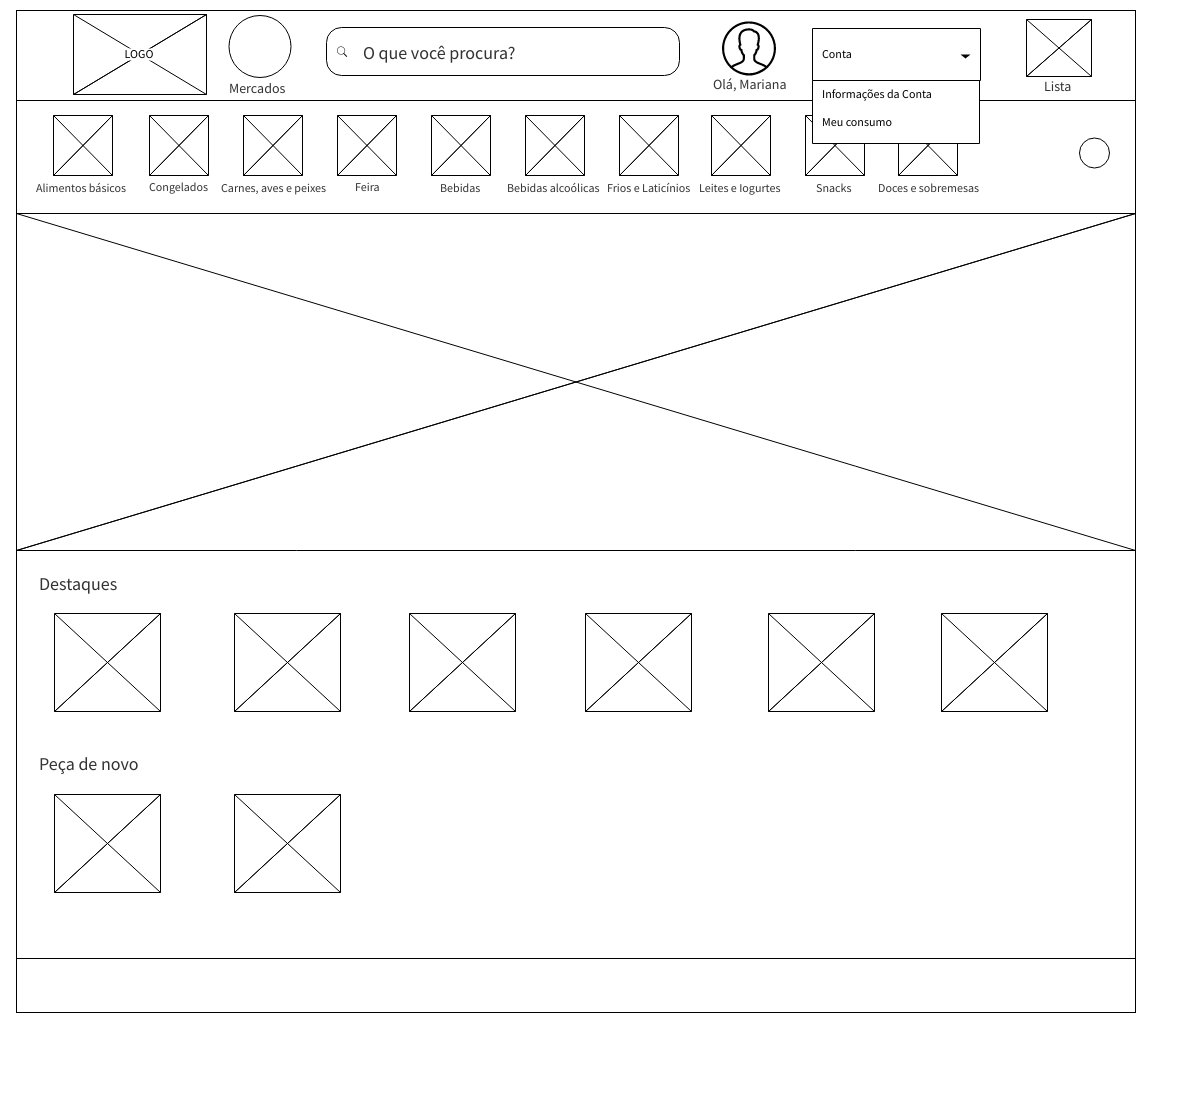 LOGO
Mercados
O que você procura?
Olá, Mariana
Conta
Informações da Conta
Meu consumo
Lista
Alimentos básicos
Congelados
Carnes, aves e peixes
Feira
Bebidas
Bebidas alcoólicas
Frios e Laticínios
Leites e Iogurtes
Snacks
Doces e sobremesas
Destaques
Peça de novo